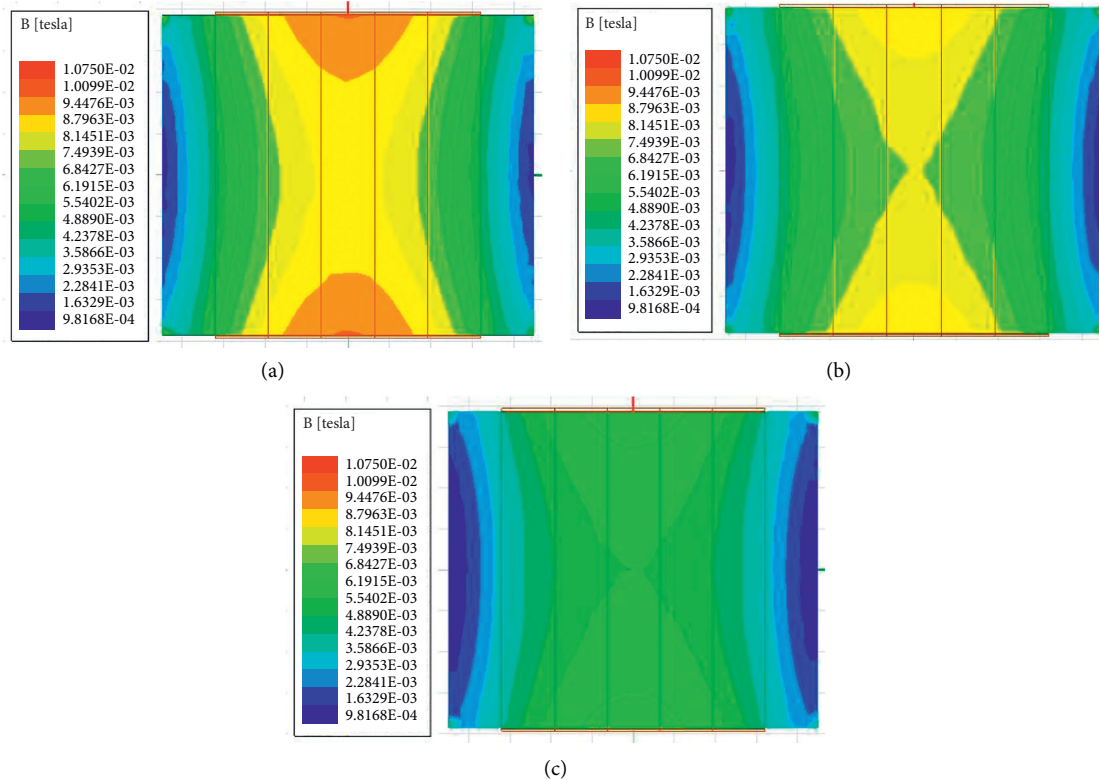 B [tesla]
1.0750E-02
1.0099E-02
9.4476E-03
8.7963E-03
8.1451E-03
7.4939E-03
6.8427E-03
6.1915E-03
5.5402E-03
4.8890E-03
4.2378E-03
3.5866E-03
2.9353E-03
2.2841E-03
1.6329E-03
9.8168E-04
(a)
B [tesla]
1.0750E-02
1.0099E-02
9.4476E-03
8.7963E-03
8.1451E-03
7.4939E-03
6.8427E-03
6.1915E-03
5.5402E-03
4.8890E-03
4.2378E-03
3.5866E-03
2.9353E-03
2.2841E-03
1.6329E-03
9.8168E-04
(b)
B [tesla]
1.0750E-02
1.0099E-02
9.4476E-03
8.7963E-03
8.1451E-03
7.4939E-03
6.8427E-03
6.1915E-03
5.5402E-03
4.8890E-03
4.2378E-03
3.5866E-03
2.9353E-03
2.2841E-03
1.6329E-03
9.8168E-04
(c)